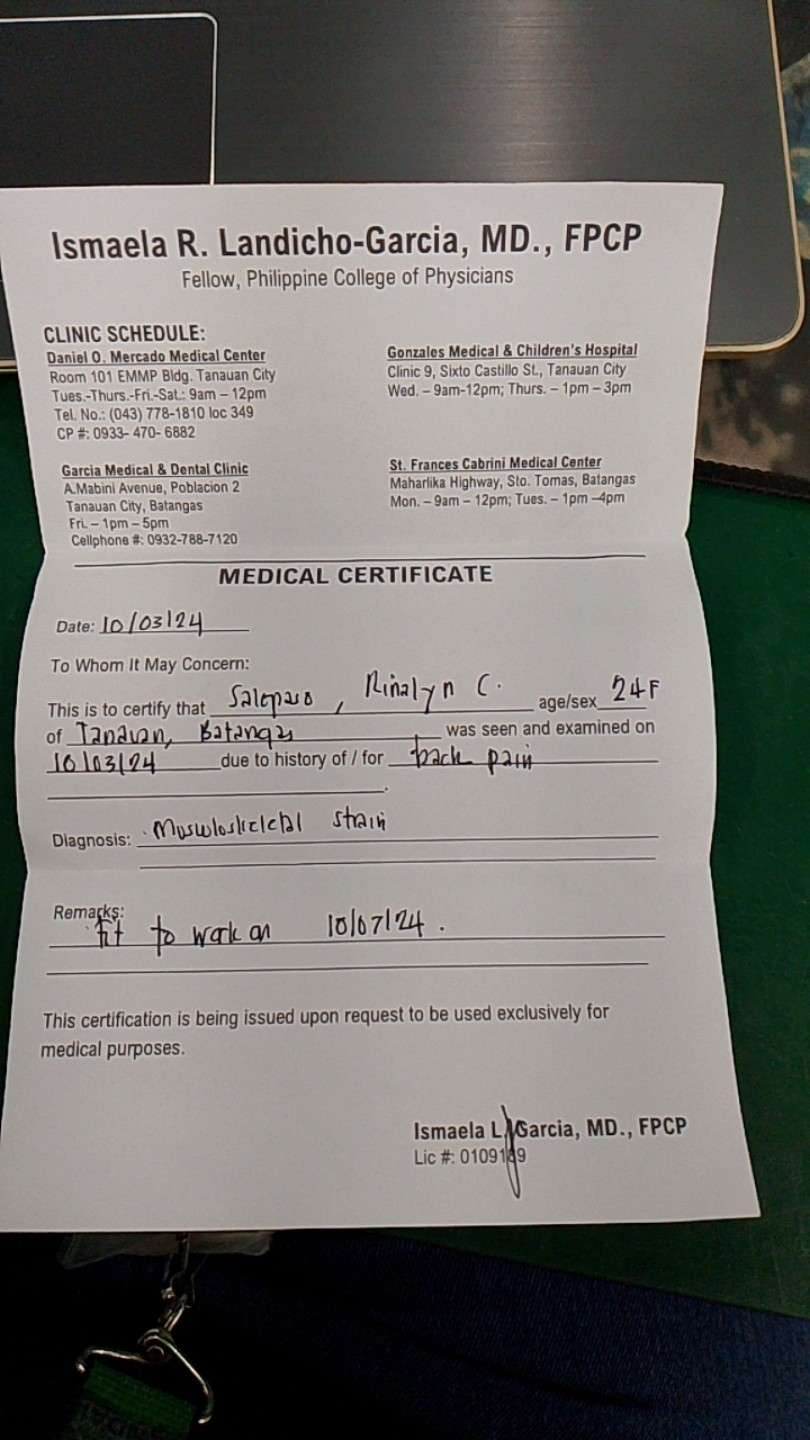 Ismaela R. Landicho-Garcia, MD., FPCP
Fellow, Philippine College of Physicians
CLINIC SCHEDULE:
Daniel O. Mercado Medical Center
Room 101 EMMP Bldg. Tanauan City
Tues.-Thurs.-Fri.-Sat.: 9am – 12pm
Tel. No.: (043) 778-1810 loc 349
CP #: 0933- 470- 6882
Gonzales Medical & Children's Hospital
Clinic 9, Sixto Castillo St., Tanauan City
Wed. – 9am-12pm; Thurs. – 1pm – 3pm
Garcia Medical & Dental Clinic
A.Mabini Avenue, Poblacion 2
Tanauan City, Batangas
Fri. – 1pm – 5pm
Cellphone #: 0932-788-7120
St. Frances Cabrini Medical Center
Maharlika Highway, Sto. Tomas, Batangas
Mon. – 9am – 12pm; Tues. – 1pm –4pm
MEDICAL CERTIFICATE
Date: 10/03/24
To Whom It May Concern:
This is to certify that , Rinalyn C. age/sex 24F
of Tanauan, Batangas was seen and examined on
10/03/24 due to history of / for back pain
Diagnosis: Musculoskeletal strain
Remarks:
fit to work on 10/07/24.
This certification is being issued upon request to be used exclusively for
medical purposes.
Ismaela L. Garcia, MD., FPCP
Lic #: